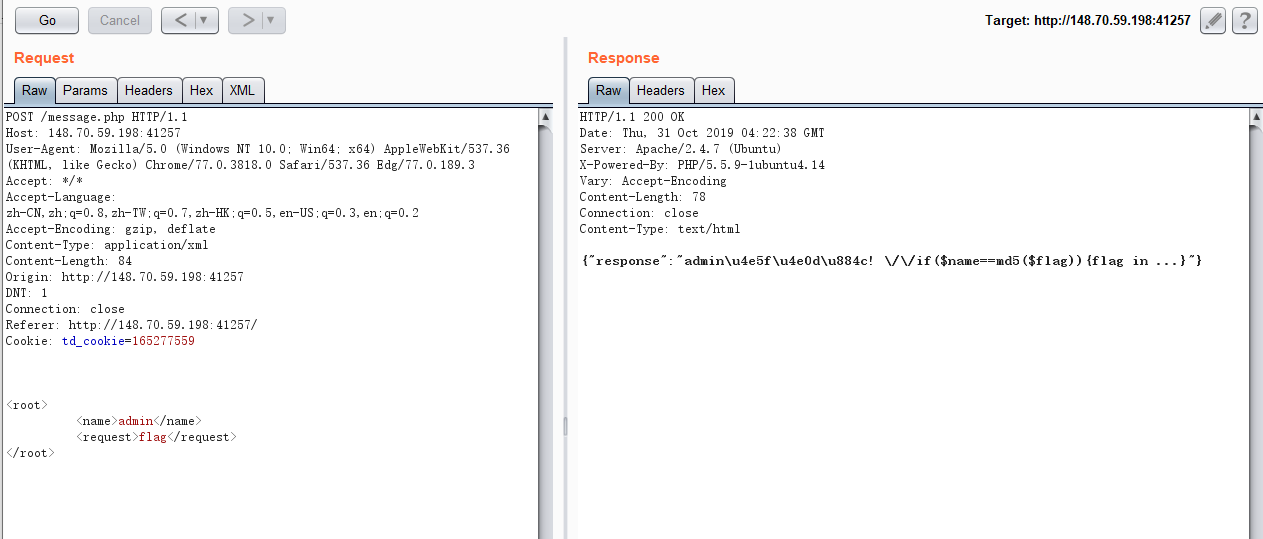 Go Cancel < > Target: http://148.70.59.198:41257 ?
Request
Raw Params Headers Hex XML
POST /message.php HTTP/1.1
Host: 148.70.59.198:41257
User-Agent: Mozilla/5.0 (Windows NT 10.0; Win64; x64) AppleWebKit/537.36
(KHTML, like Gecko) Chrome/77.0.3818.0 Safari/537.36 Edg/77.0.189.3
Accept: */*
Accept-Language:
zh-CN,zh;q=0.8,zh-TW;q=0.7,zh-HK;q=0.5,en-US;q=0.3,en;q=0.2
Accept-Encoding: gzip, deflate
Content-Type: application/xml
Content-Length: 84
Origin: http://148.70.59.198:41257
DNT: 1
Connection: close
Referer: http://148.70.59.198:41257/
Cookie: td_cookie=165277559
<root>
<name>admin</name>
<request>flag</request>
</root>
Response
Raw Headers Hex
HTTP/1.1 200 OK
Date: Thu, 31 Oct 2019 04:22:38 GMT
Server: Apache/2.4.7 (Ubuntu)
X-Powered-By: PHP/5.5.9-1ubuntu4.14
Vary: Accept-Encoding
Content-Length: 78
Connection: close
Content-Type: text/html
{"response":"admin\u4e5f\u4e0d\u884c! \/\/if($name==md5($flag)){flag in ...}"}